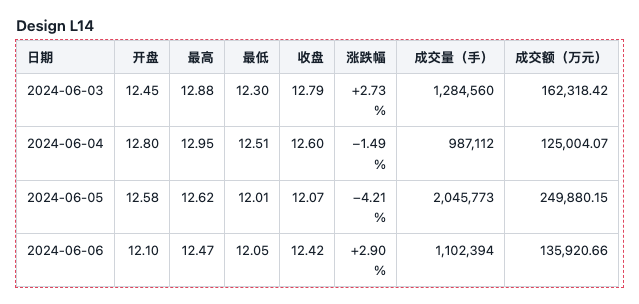 Design L14
日期 开盘 最高 最低 收盘 涨跌幅 成交量（手） 成交额（万元）
2024-06-03 12.45 12.88 12.30 12.79 +2.73 1,284,560 162,318.42
%
2024-06-04 12.80 12.95 12.51 12.60 −1.49 987,112 125,004.07
%
2024-06-05 12.58 12.62 12.01 12.07 −4.21 2,045,773 249,880.15
%
2024-06-06 12.10 12.47 12.05 12.42 +2.90 1,102,394 135,920.66
%